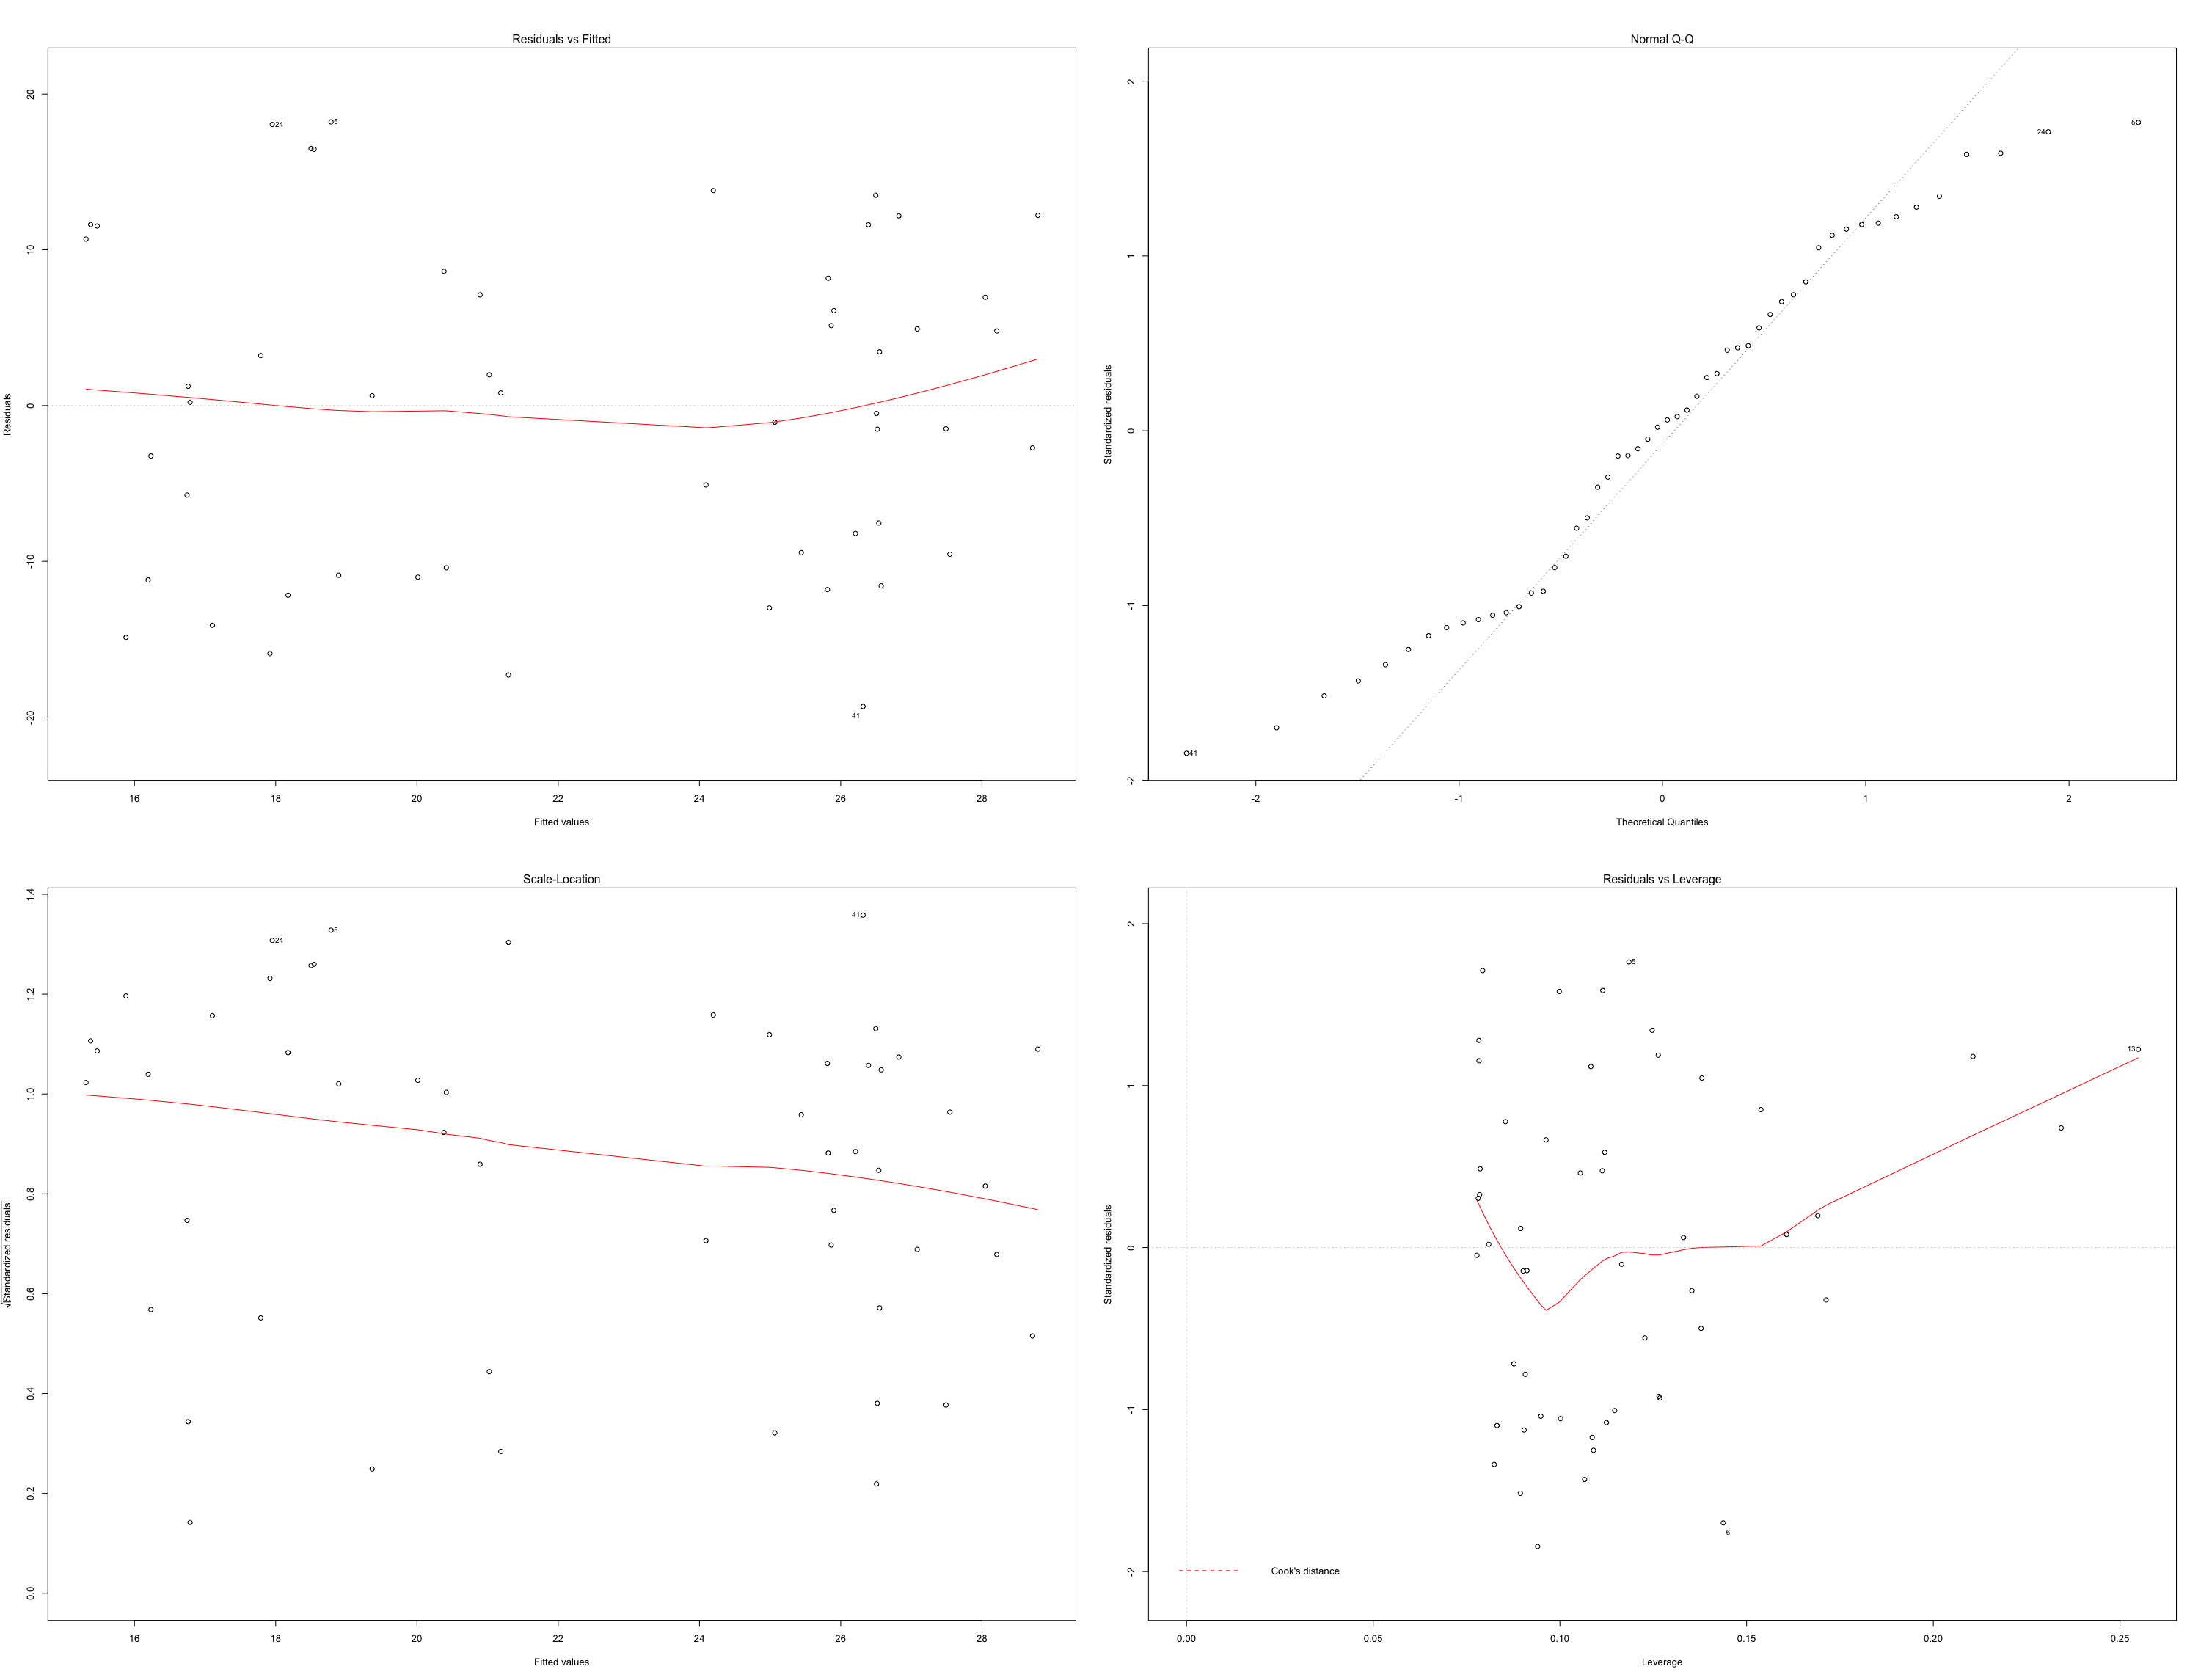 Residuals vs Fitted
20
10
0
-10
-20
Residuals
24
5
41
16 18 20 22 24 26 28
Fitted values
Normal Q-Q
2
1
0
-1
-2
Standardized residuals
24
5
41
-2 -1 0 1 2
Theoretical Quantiles
Scale-Location
1.4
1.2
1.0
0.8
0.6
0.4
0.2
0.0
√|Standardized residuals|
41
5
24
16 18 20 22 24 26 28
Fitted values
Residuals vs Leverage
2
1
0
-1
-2
Standardized residuals
5
13
6
Cook's distance
0.00 0.05 0.10 0.15 0.20 0.25
Leverage